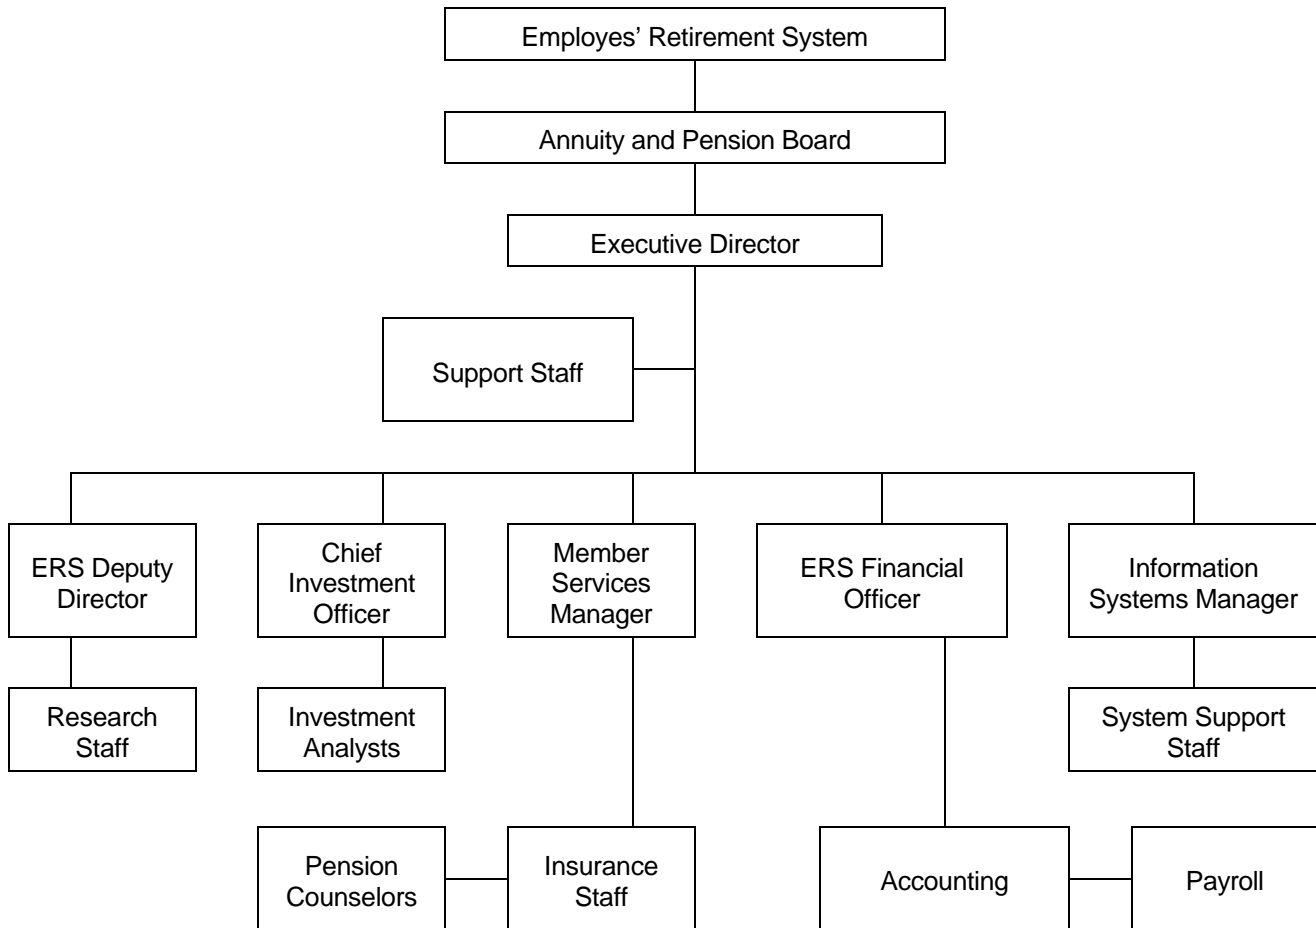 Employes’ Retirement System
Annuity and Pension Board
Executive Director
Support Staff
ERS Deputy
Director
Chief
Investment
Officer
Member
Services
Manager
ERS Financial
Officer
Information
Systems Manager
Research
Staff
Investment
Analysts
System Support
Staff
Pension
Counselors
Insurance
Staff
Accounting
Payroll